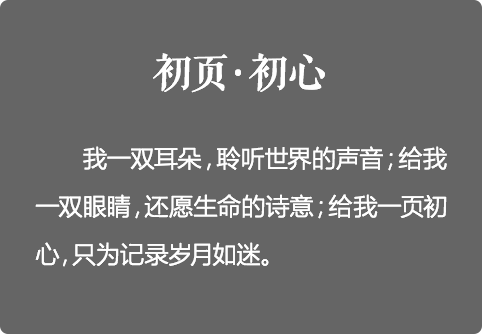 初页·初心
我一双耳朵,聆听世界的声音;给我
一双眼睛,还愿生命的诗意;给我一页初
心,只为记录岁月如迷。